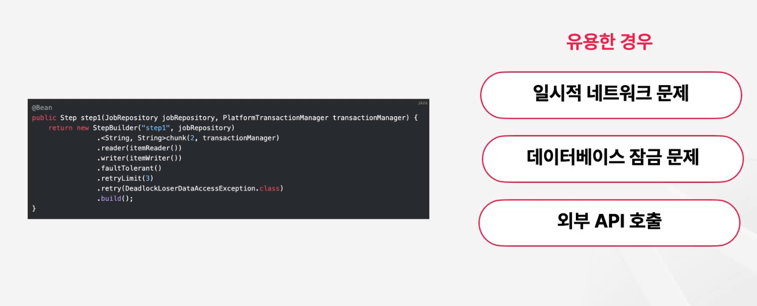 java
@Bean
public Step step1(JobRepository jobRepository, PlatformTransactionManager transactionManager) {
    return new StepBuilder("step1", jobRepository)
                .<String, String>chunk(2, transactionManager)
                .reader(itemReader())
                .writer(itemWriter())
                .faultTolerant()
                .retryLimit(3)
                .retry(DeadlockLoserDataAccessException.class)
                .build();
}
유용한 경우
일시적 네트워크 문제
데이터베이스 잠금 문제
외부 API 호출